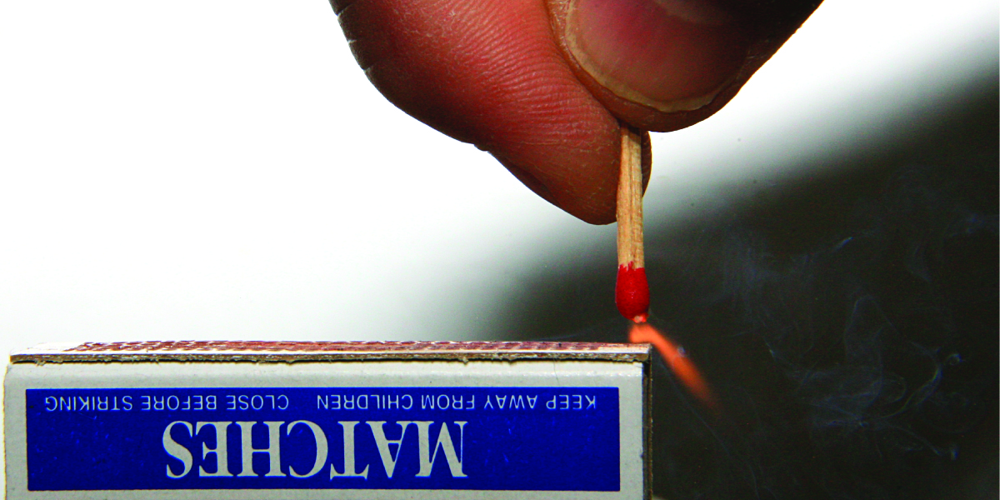 MATCHES
KEEP AWAY FROM CHILDREN CLOSE BEFORE STRIKING